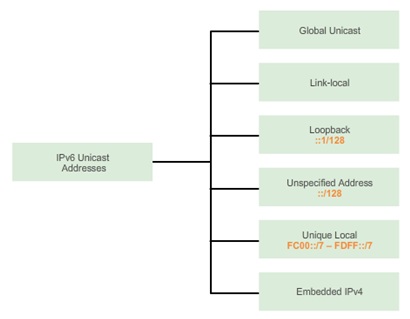 IPv6 Unicast
Addresses
Global Unicast
Link-local
Loopback
::1/128
Unspecified Address
::/128
Unique Local
FC00::/7 – FDFF::/7
Embedded IPv4